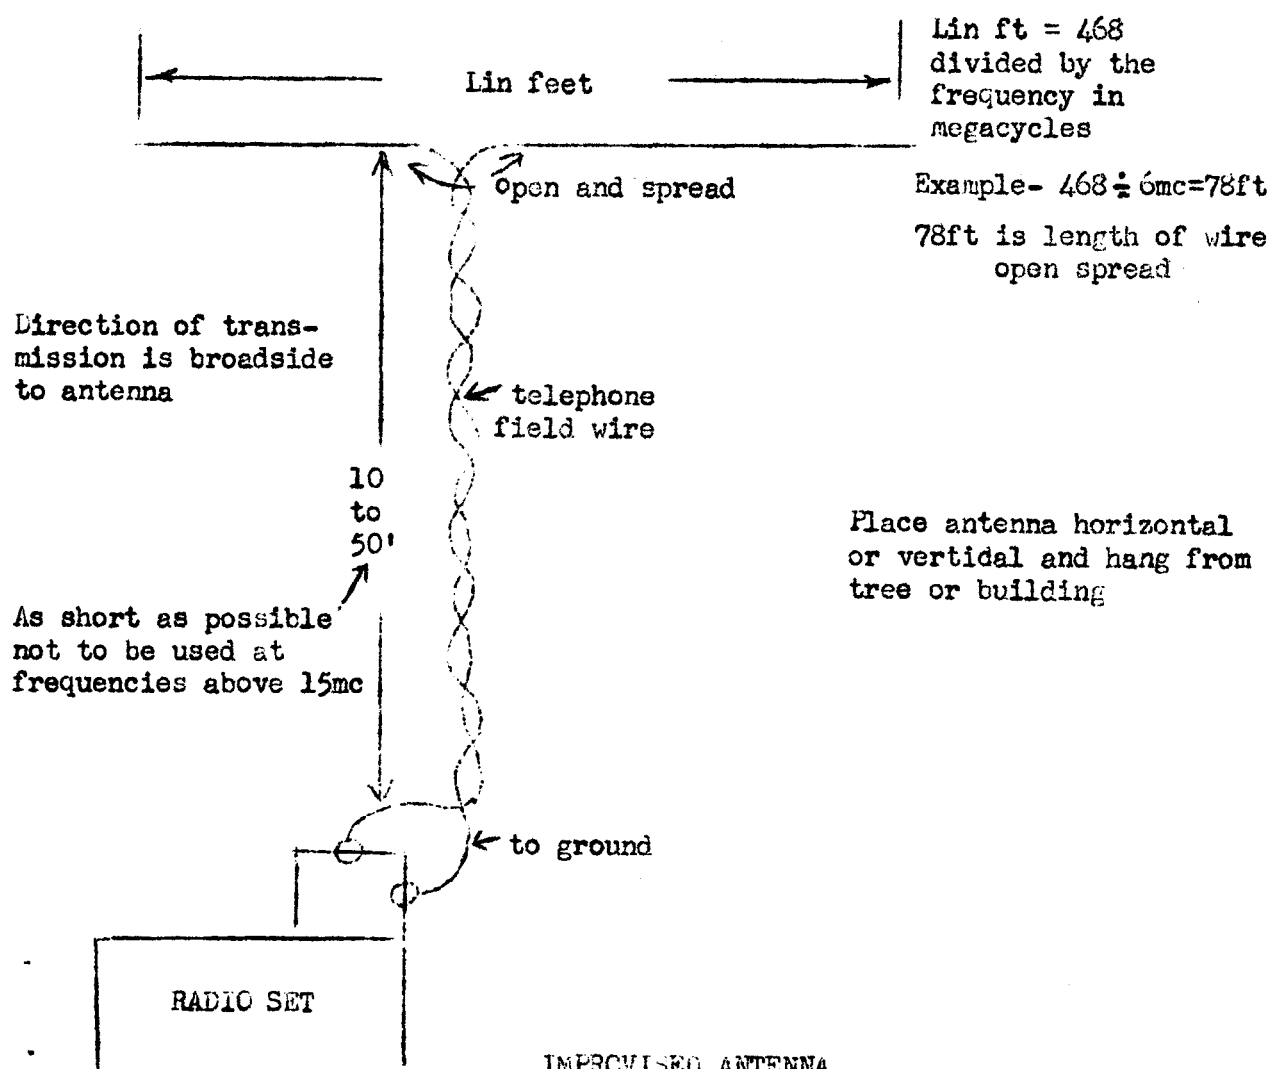 Lin feet
Lin ft = 468
divided by the
frequency in
megacycles
open and spread
Example- 468 ÷ 6mc=78ft
78ft is length of wire
open spread
Direction of trans-
mission is broadside
to antenna
telephone
field wire
10
to
50'
Place antenna horizontal
or vertidal and hang from
tree or building
As short as possible
not to be used at
frequencies above 15mc
to ground
RADIO SET
IMPROVISED ANTENNA